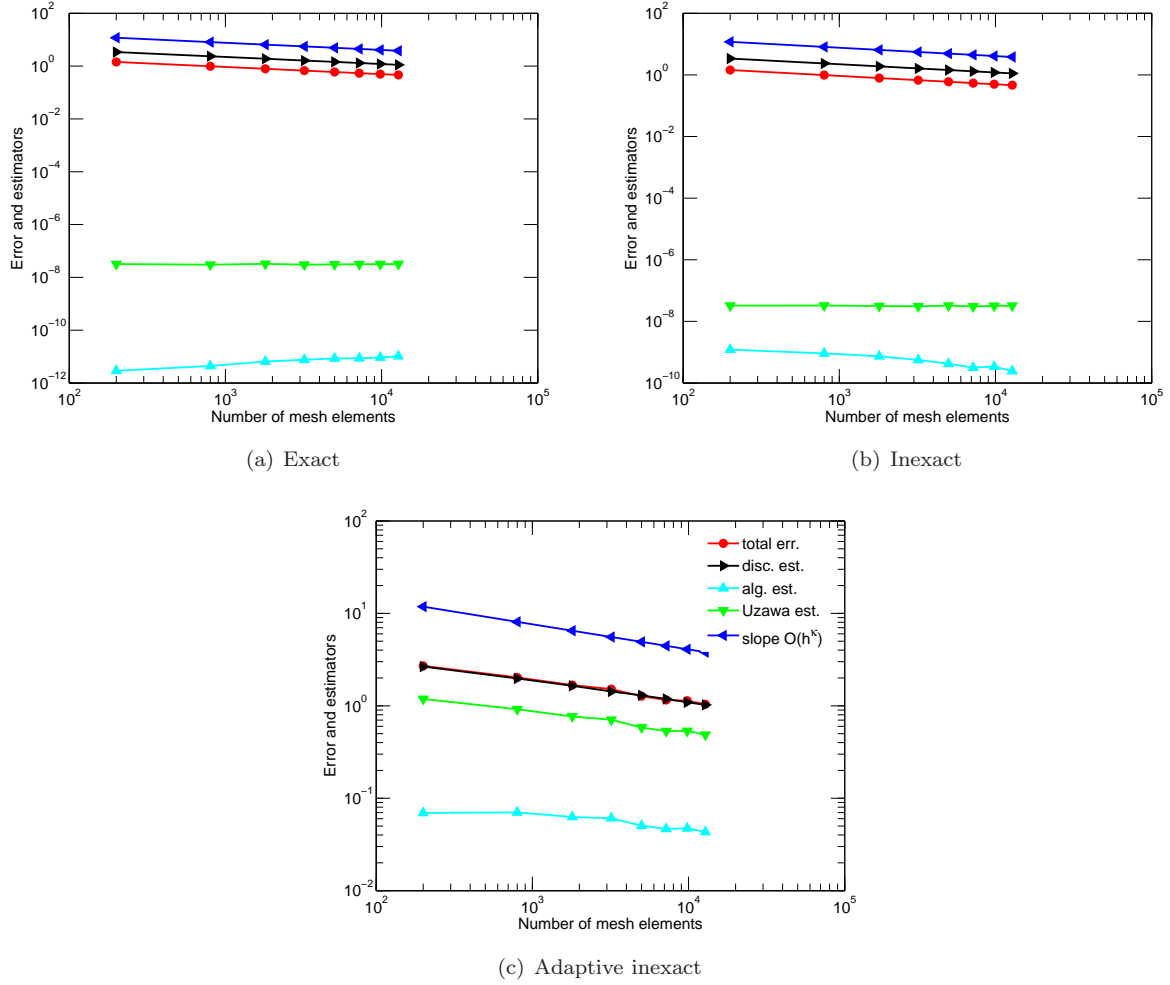 10^2
10^0
10^−2
10^−4
10^−6
10^−8
10^−10
10^−12
Error and estimators
10^2 10^3 10^4 10^5
Number of mesh elements
(a) Exact
10^2
10^0
10^−2
10^−4
10^−6
10^−8
10^−10
Error and estimators
10^2 10^3 10^4 10^5
Number of mesh elements
(b) Inexact
10^2
10^1
10^0
10^−1
10^−2
Error and estimators
total err.
disc. est.
alg. est.
Uzawa est.
slope O(h^κ)
10^2 10^3 10^4 10^5
Number of mesh elements
(c) Adaptive inexact